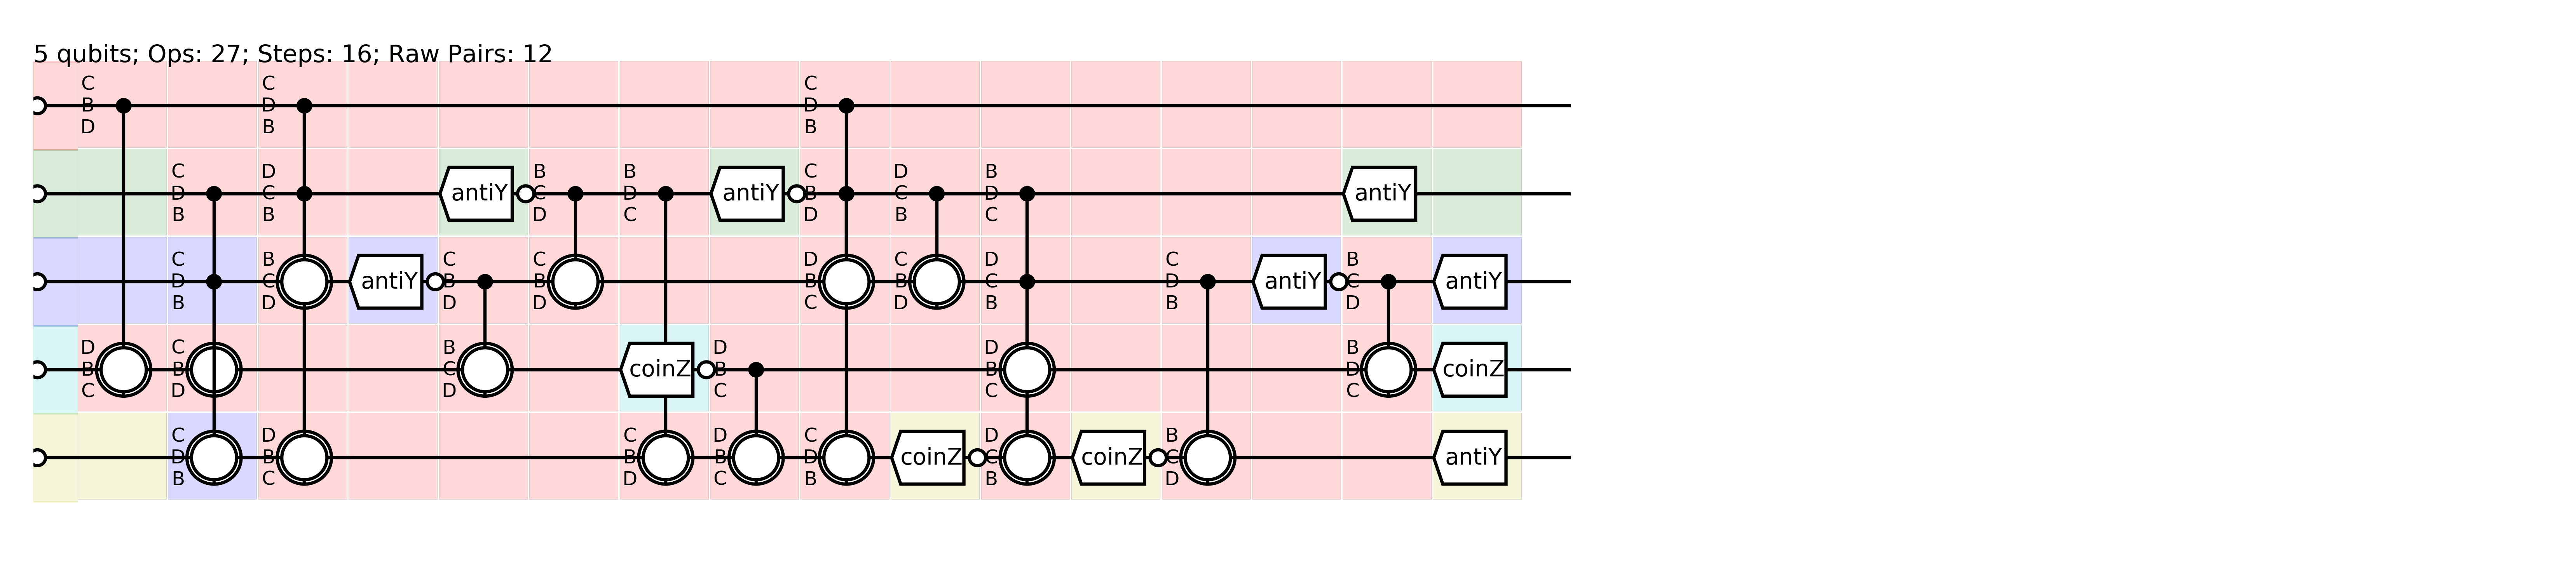 5 qubits; Ops: 27; Steps: 16; Raw Pairs: 12
C C C
B D D
D B B
C D B B C D B
D C antiY C D antiY B C D antiY
B B D C D B C
C B C C D C D C B
D C antiY B B B B C D antiY C antiY
B D D D C D B B D
D C B D D B
B B C coinZ B B D coinZ
C D D C C C
C D C D C D B
D B B B D coinZ C coinZ C antiY
B C D C B B D